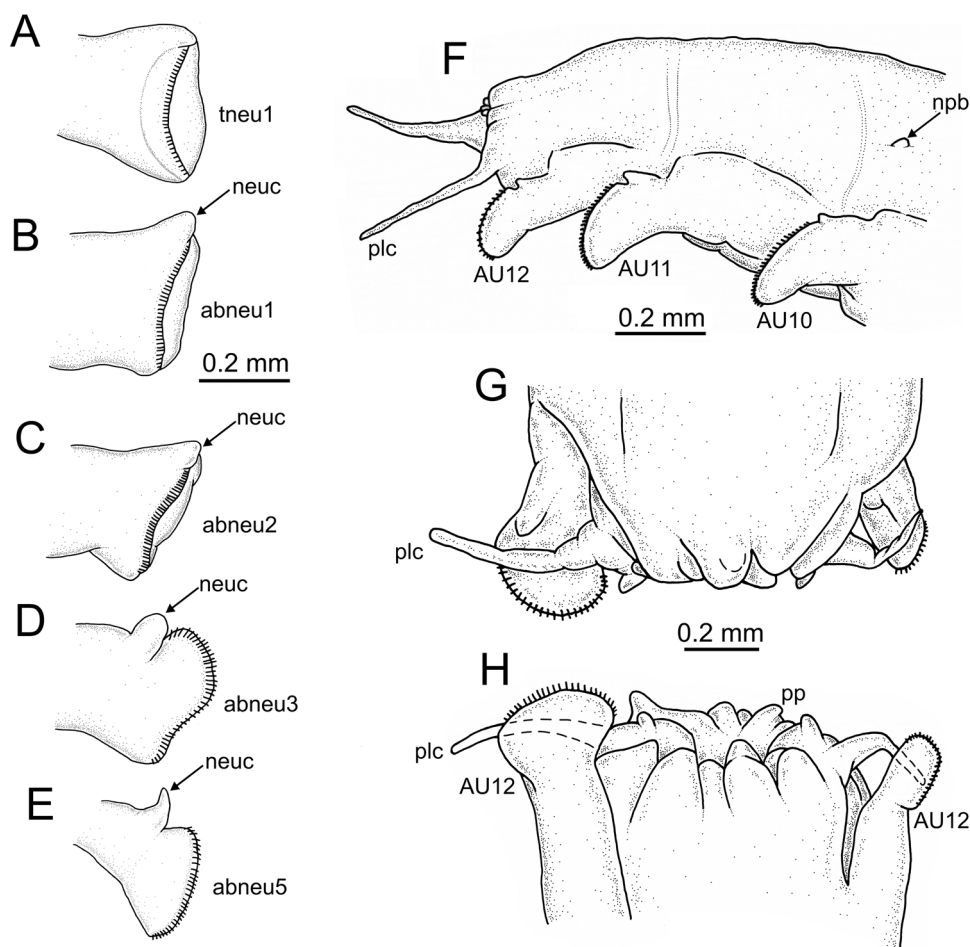 A
tneu1
neuc
B
abneu1
0.2 mm
neuc
C
abneu2
neuc
D
abneu3
neuc
E
abneu5
F
npb
plc
AU12
AU11
AU10
0.2 mm
G
plc
0.2 mm
H
pp
plc
AU12
AU12